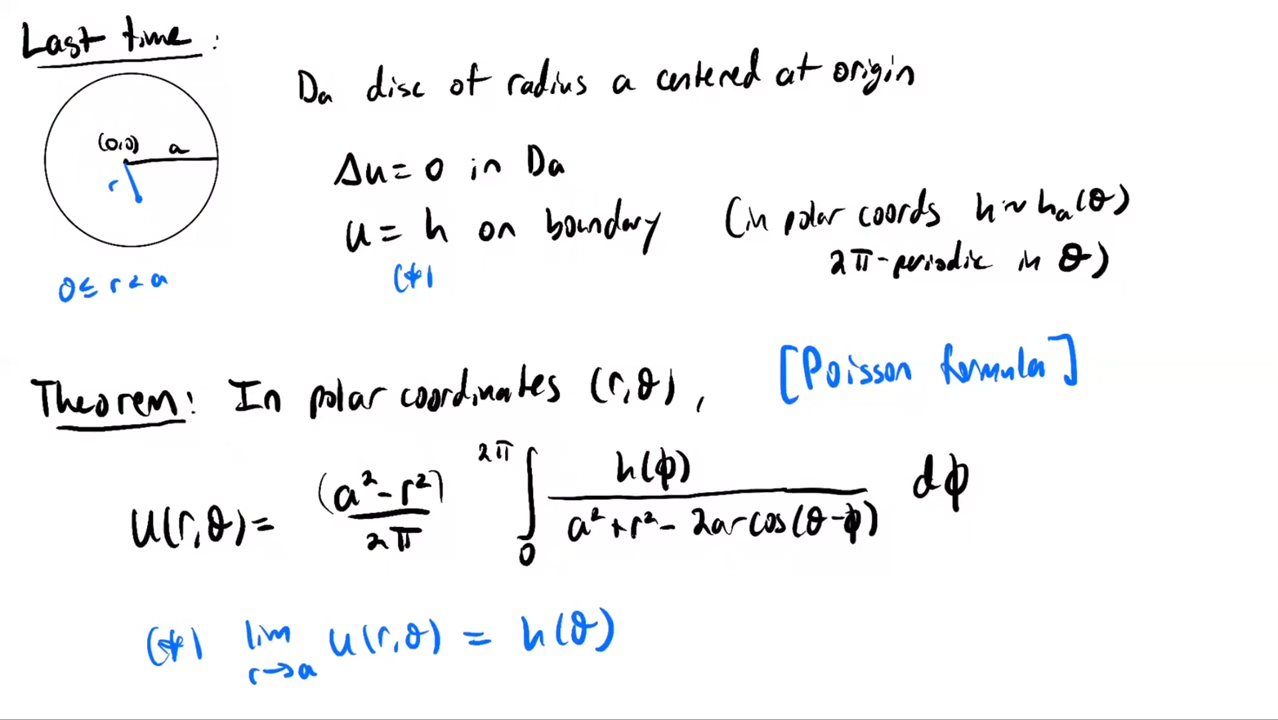 Last time:
(0,0) a
r
0 ≤ r < a
Da disc of radius a centered at origin
Δu = 0 in Da
u = h on boundary (in polar coords h ~ ha(θ)
2π-periodic in θ)
(*)
Theorem: In polar coordinates (r,θ), [Poisson formula]
u(r,θ) = (a² - r²)/2π ∫₀^2π h(φ)/(a² + r² - 2ar cos(θ-φ)) dφ
(*) lim r→a u(r,θ) = h(θ)